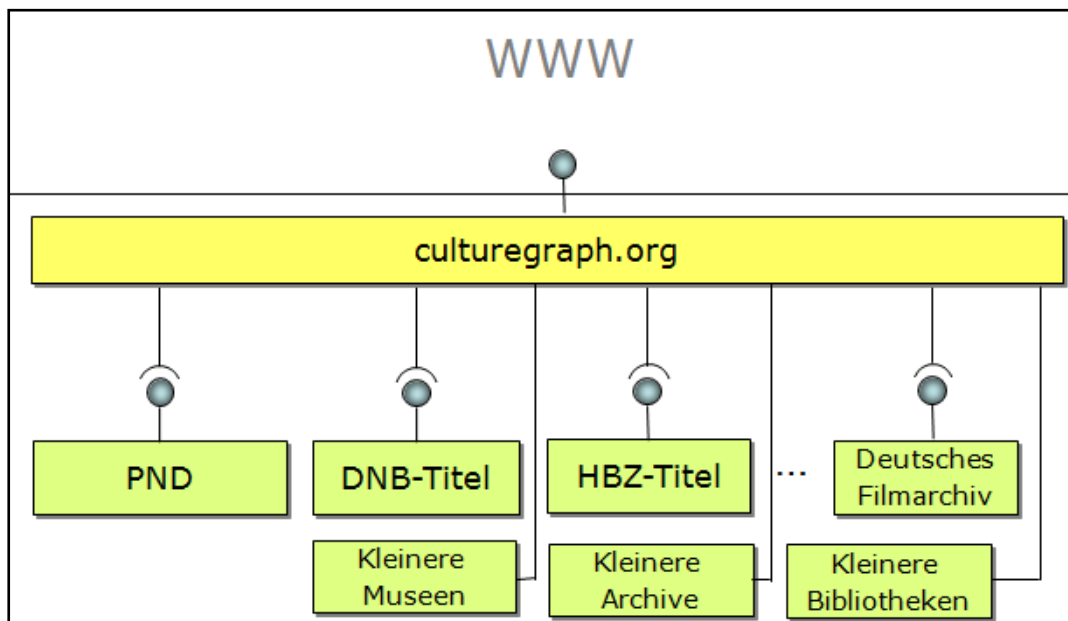 WWW
culturegraph.org
PND
DNB-Titel
HBZ-Titel
...
Deutsches
Filmarchiv
Kleinere
Museen
Kleinere
Archive
Kleinere
Bibliotheken